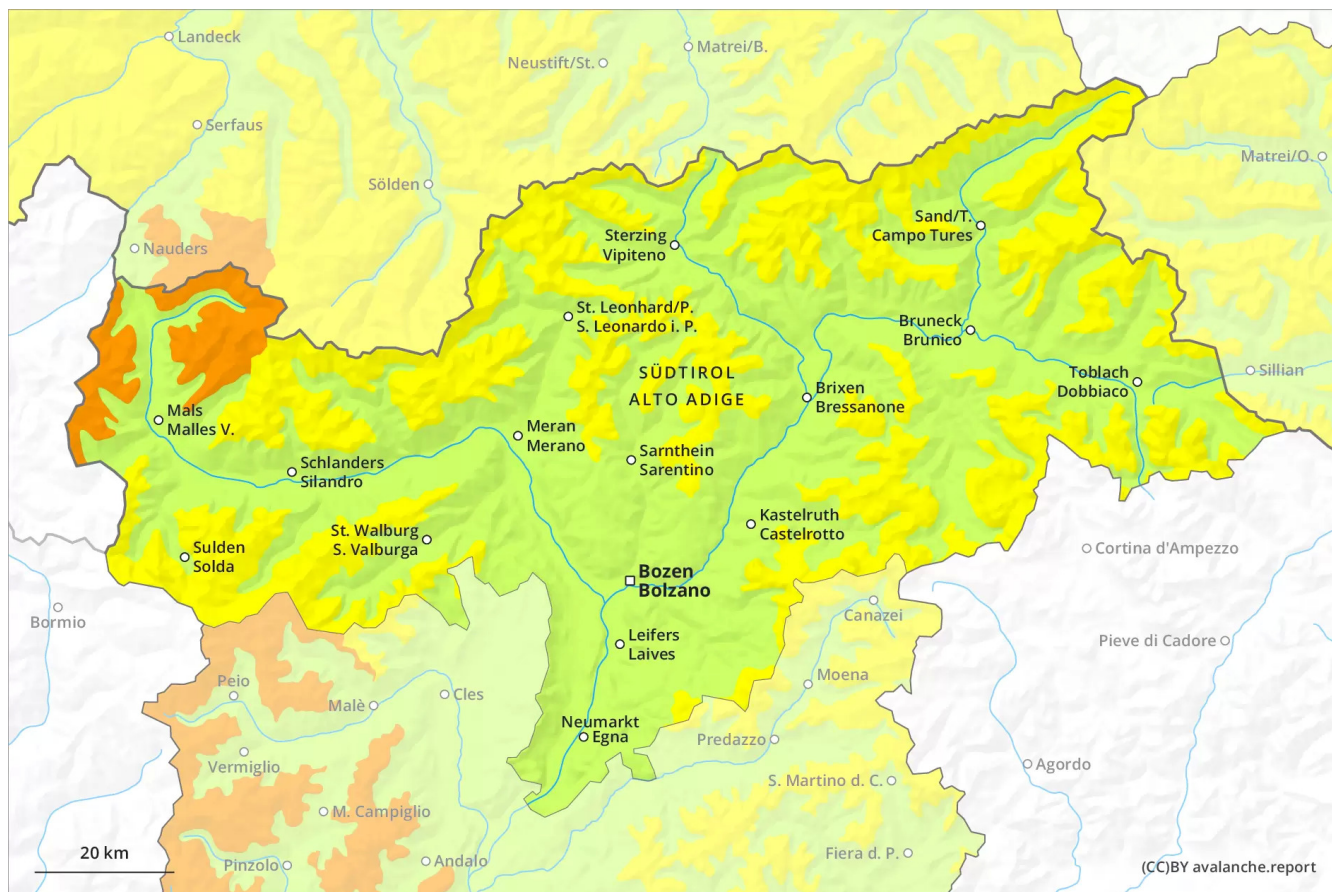 Landeck
Matrei/B.
Neustift/St.
Serfaus
Matrei/O.
Sölden
Sand/T.
Campo Tures
Sterzing
Vipiteno
Nauders
St. Leonhard/P.
S. Leonardo i. P.
Bruneck
Brunico
SÜDTIROL
ALTO ADIGE
Toblach
Dobbiaco
Sillian
Brixen
Bressanone
Mals
Malles V.
Meran
Merano
Sarnthein
Sarentino
Schlanders
Silandro
Kastelruth
Castelrotto
St. Walburg
S. Valburga
Sulden
Solda
Cortina d'Ampezzo
Bozen
Bolzano
Bormio
Canazei
Leifers
Laives
Pieve di Cadore
Peio
Moena
Cles
Malè
Neumarkt
Egna
Predazzo
Vermiglio
Agordo
S. Martino d. C.
M. Campiglio
20 km
Pinzolo
Andalo
Fiera d. P.
(CC)BY avalanche.report